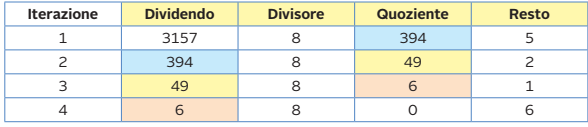 Iterazione Dividendo Divisore Quoziente Resto
1 3157 8 394 5
2 394 8 49 2
3 49 8 6 1
4 6 8 0 6